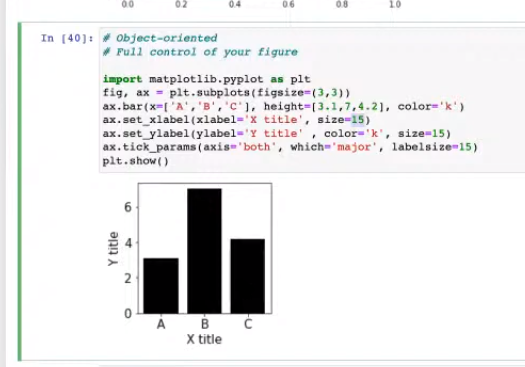 0.0 0.2 0.4 0.6 0.8 1.0
In [40]: # Object-oriented
# Full control of your figure
import matplotlib.pyplot as plt
fig, ax = plt.subplots(figsize=(3,3))
ax.bar(x=['A','B','C'], height=[3.1,7,4.2], color='k')
ax.set_xlabel(xlabel='X title', size=15)
ax.set_ylabel(ylabel='Y title' , color='k', size=15)
ax.tick_params(axis='both', which='major', labelsize=15)
plt.show()
6
4
2
0
Y title
A B C
X title